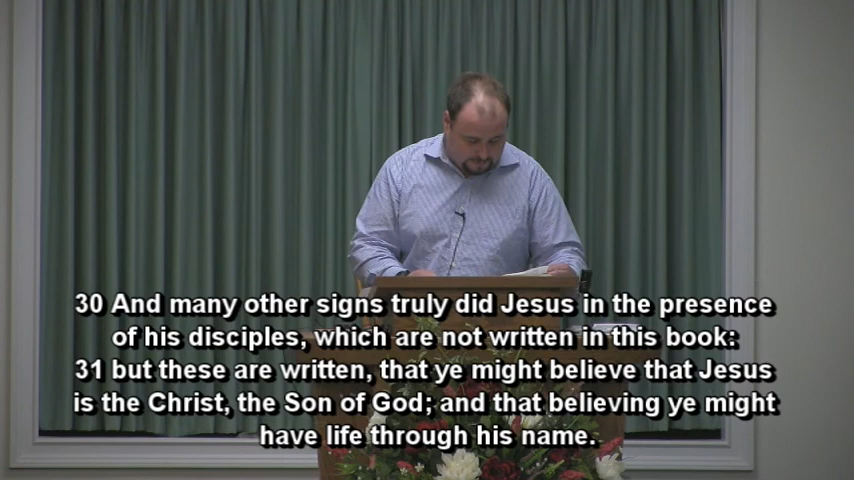 30 And many other signs truly did Jesus in the presence
of his disciples, which are not written in this book:
31 but these are written, that ye might believe that Jesus
is the Christ, the Son of God; and that believing ye might
have life through his name.